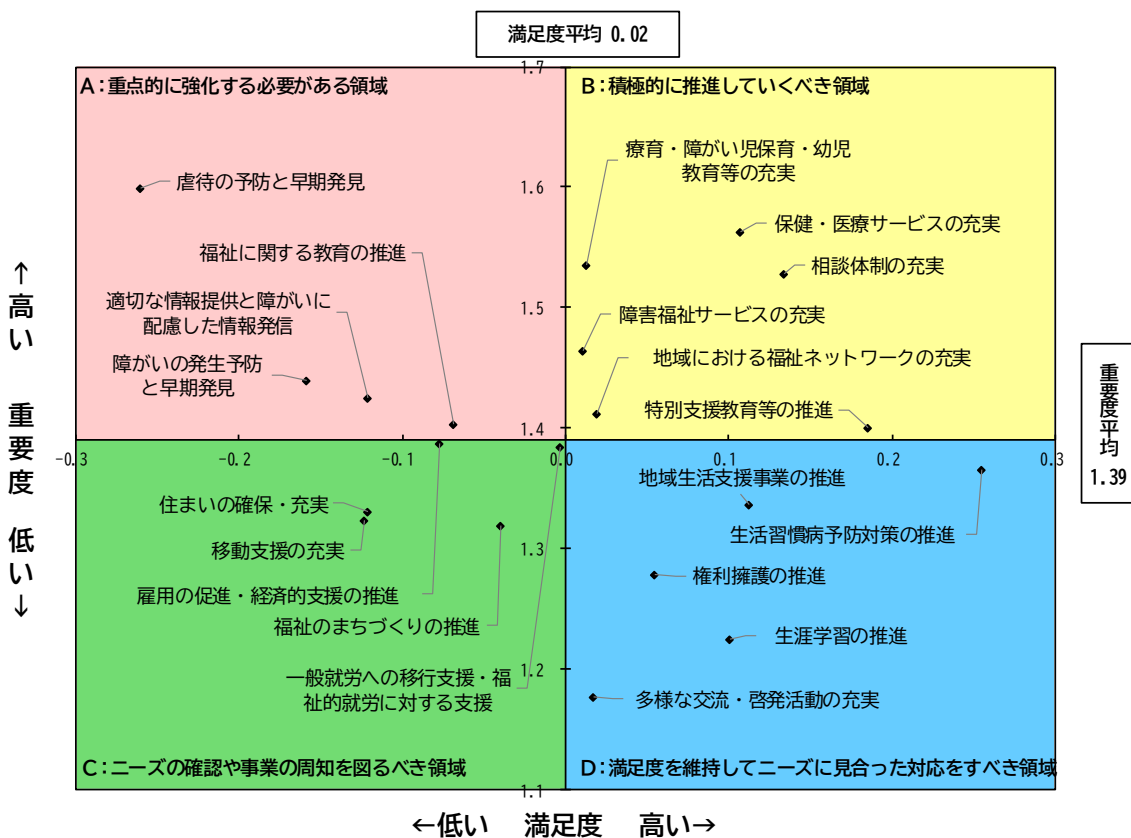 満足度平均 0.02
1.7
A:重点的に強化する必要がある領域
B:積極的に推進していくべき領域
療育・障がい児保育・幼児
教育等の充実
1.6
虐待の予防と早期発見
保健・医療サービスの充実
福祉に関する教育の推進
相談体制の充実
適切な情報提供と障がいに
配慮した情報発信
1.5
障害福祉サービスの充実
障がいの発生予防
と早期発見
地域における福祉ネットワークの充実
特別支援教育等の推進
1.4
-0.3
-0.2
-0.1
0.0
0.1
0.2
0.3
重要度平均
1.39
↑高い 重要度 低い↓
地域生活支援事業の推進
住まいの確保・充実
生活習慣病予防対策の推進
移動支援の充実
1.3
権利擁護の推進
雇用の促進・経済的支援の推進
福祉のまちづくりの推進
生涯学習の推進
1.2
一般就労への移行支援・福
祉的就労に対する支援
多様な交流・啓発活動の充実
C:ニーズの確認や事業の周知を図るべき領域
D:満足度を維持してニーズに見合った対応をすべき領域
1.1
←低い 満足度 高い→